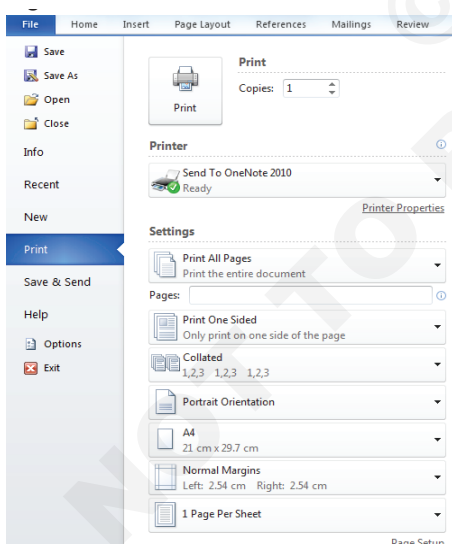 File Home Insert Page Layout References Mailings Review
Save
Save As
Open
Close
Info
Recent
New
Print
Save & Send
Help
Options
Exit
Print
Print
Copies: 1
Printer
Send To OneNote 2010
Ready
Printer Properties
Settings
Print All Pages
Print the entire document
Pages:
Print One Sided
Only print on one side of the page
Collated
1,2,3 1,2,3 1,2,3
Portrait Orientation
A4
21 cm x 29.7 cm
Normal Margins
Left: 2.54 cm Right: 2.54 cm
1 Page Per Sheet
Page Setup
NOT TO